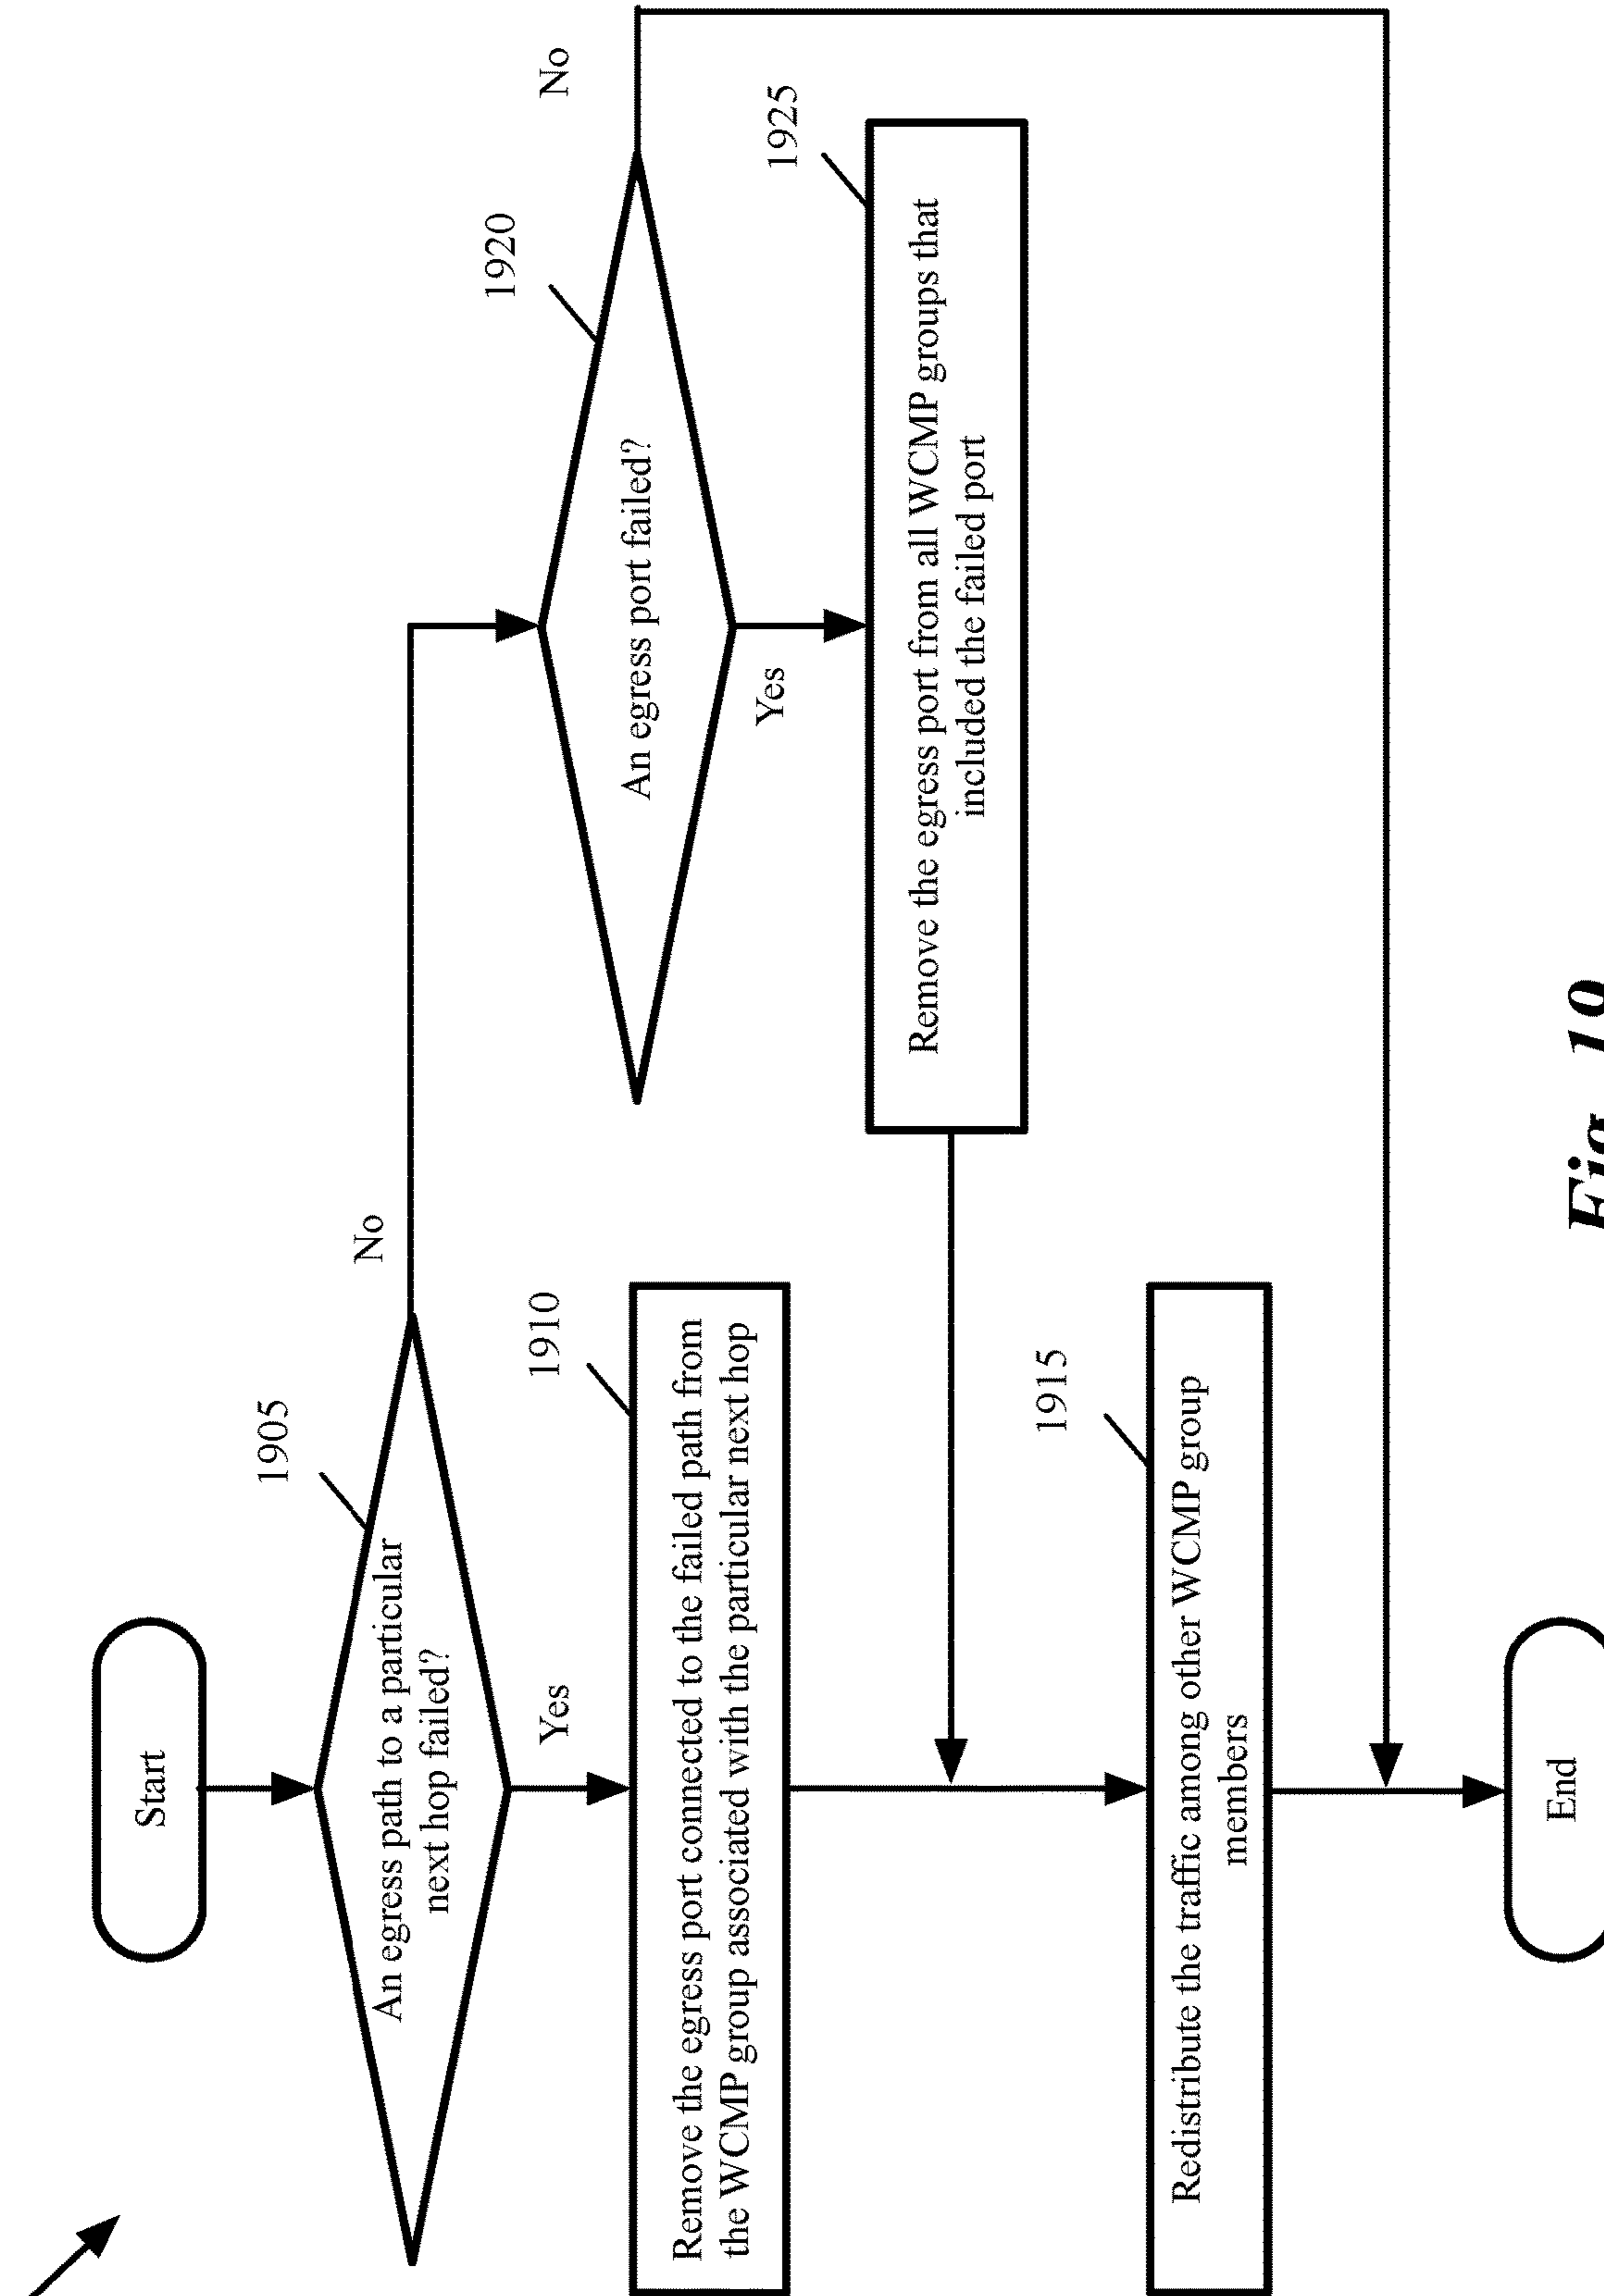 Start
1905
An egress path to a particular
next hop failed?
No
Yes
1910
Remove the egress port connected to the failed path from
the WCMP group associated with the particular next hop
1920
An egress port failed?
No
Yes
1925
Remove the egress port from all WCMP groups that
included the failed port
1915
Redistribute the traffic among other WCMP group
members
End
Fig. 19